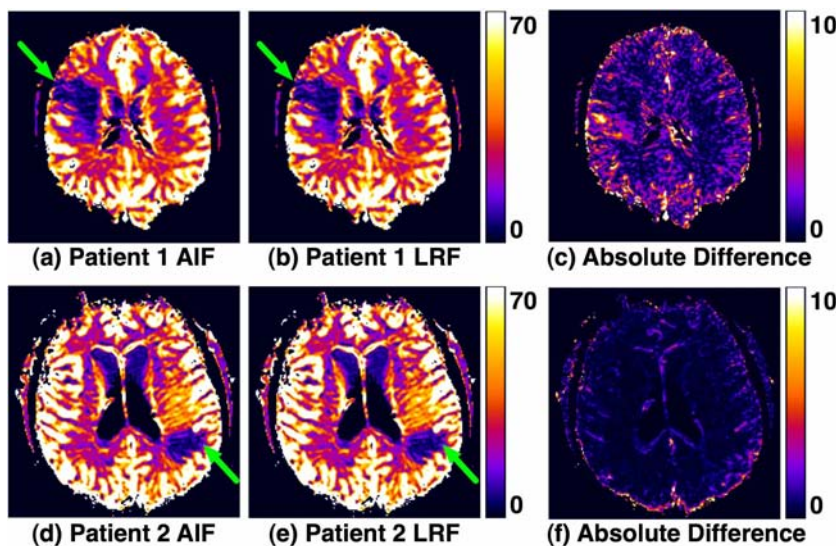 70
0
10
0
(a) Patient 1 AIF
(b) Patient 1 LRF
(c) Absolute Difference
70
0
10
0
(d) Patient 2 AIF
(e) Patient 2 LRF
(f) Absolute Difference